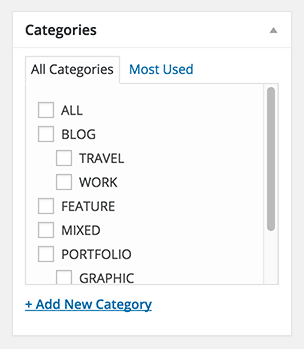 Categories
All Categories Most Used
ALL
BLOG
TRAVEL
WORK
FEATURE
MIXED
PORTFOLIO
GRAPHIC
+ Add New Category